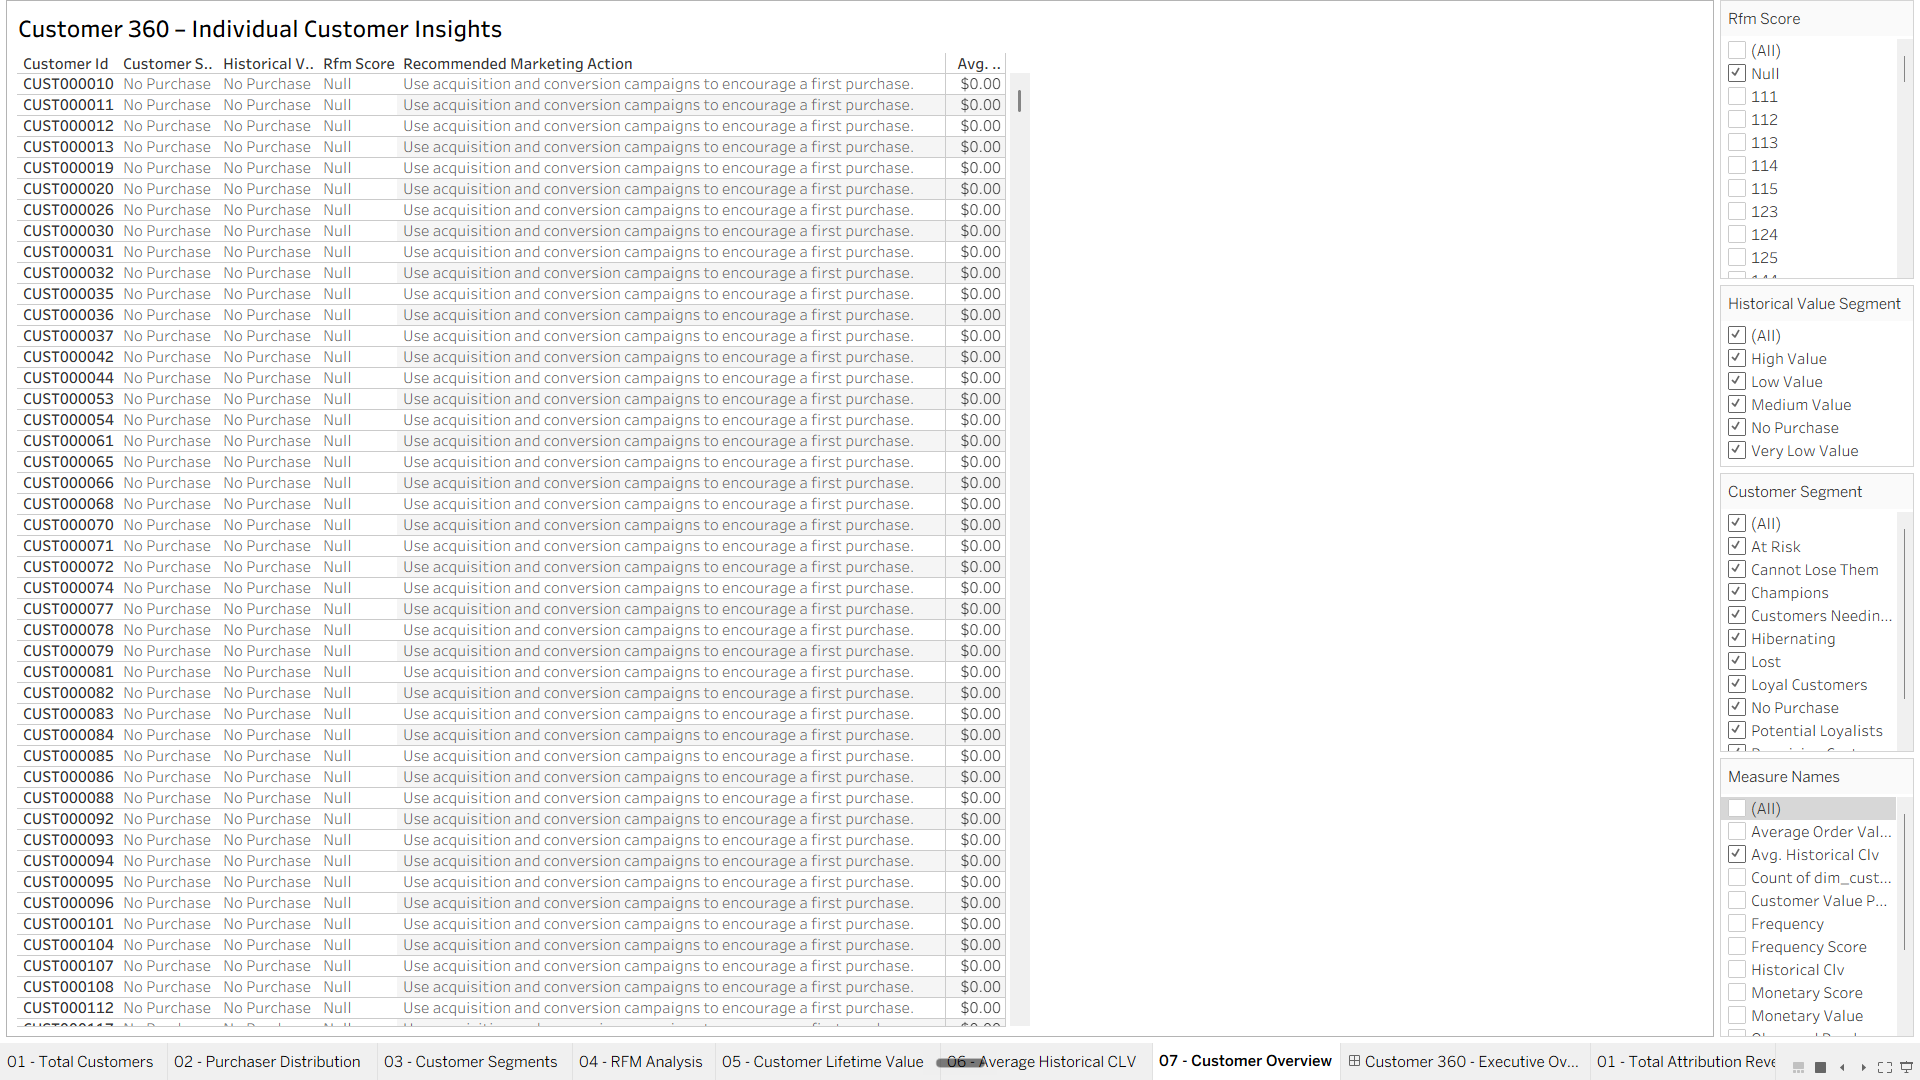 Customer 360 – Individual Customer Insights
Customer Id Customer S.. Historical V.. Rfm Score Recommended Marketing Action Avg. ..
CUST000010 No Purchase No Purchase Null Use acquisition and conversion campaigns to encourage a first purchase. $0.00
CUST000011 No Purchase No Purchase Null Use acquisition and conversion campaigns to encourage a first purchase. $0.00
CUST000012 No Purchase No Purchase Null Use acquisition and conversion campaigns to encourage a first purchase. $0.00
CUST000013 No Purchase No Purchase Null Use acquisition and conversion campaigns to encourage a first purchase. $0.00
CUST000019 No Purchase No Purchase Null Use acquisition and conversion campaigns to encourage a first purchase. $0.00
CUST000020 No Purchase No Purchase Null Use acquisition and conversion campaigns to encourage a first purchase. $0.00
CUST000026 No Purchase No Purchase Null Use acquisition and conversion campaigns to encourage a first purchase. $0.00
CUST000030 No Purchase No Purchase Null Use acquisition and conversion campaigns to encourage a first purchase. $0.00
CUST000031 No Purchase No Purchase Null Use acquisition and conversion campaigns to encourage a first purchase. $0.00
CUST000032 No Purchase No Purchase Null Use acquisition and conversion campaigns to encourage a first purchase. $0.00
CUST000035 No Purchase No Purchase Null Use acquisition and conversion campaigns to encourage a first purchase. $0.00
CUST000036 No Purchase No Purchase Null Use acquisition and conversion campaigns to encourage a first purchase. $0.00
CUST000037 No Purchase No Purchase Null Use acquisition and conversion campaigns to encourage a first purchase. $0.00
CUST000042 No Purchase No Purchase Null Use acquisition and conversion campaigns to encourage a first purchase. $0.00
CUST000044 No Purchase No Purchase Null Use acquisition and conversion campaigns to encourage a first purchase. $0.00
CUST000053 No Purchase No Purchase Null Use acquisition and conversion campaigns to encourage a first purchase. $0.00
CUST000054 No Purchase No Purchase Null Use acquisition and conversion campaigns to encourage a first purchase. $0.00
CUST000061 No Purchase No Purchase Null Use acquisition and conversion campaigns to encourage a first purchase. $0.00
CUST000065 No Purchase No Purchase Null Use acquisition and conversion campaigns to encourage a first purchase. $0.00
CUST000066 No Purchase No Purchase Null Use acquisition and conversion campaigns to encourage a first purchase. $0.00
CUST000068 No Purchase No Purchase Null Use acquisition and conversion campaigns to encourage a first purchase. $0.00
CUST000070 No Purchase No Purchase Null Use acquisition and conversion campaigns to encourage a first purchase. $0.00
CUST000071 No Purchase No Purchase Null Use acquisition and conversion campaigns to encourage a first purchase. $0.00
CUST000072 No Purchase No Purchase Null Use acquisition and conversion campaigns to encourage a first purchase. $0.00
CUST000074 No Purchase No Purchase Null Use acquisition and conversion campaigns to encourage a first purchase. $0.00
CUST000077 No Purchase No Purchase Null Use acquisition and conversion campaigns to encourage a first purchase. $0.00
CUST000078 No Purchase No Purchase Null Use acquisition and conversion campaigns to encourage a first purchase. $0.00
CUST000079 No Purchase No Purchase Null Use acquisition and conversion campaigns to encourage a first purchase. $0.00
CUST000081 No Purchase No Purchase Null Use acquisition and conversion campaigns to encourage a first purchase. $0.00
CUST000082 No Purchase No Purchase Null Use acquisition and conversion campaigns to encourage a first purchase. $0.00
CUST000083 No Purchase No Purchase Null Use acquisition and conversion campaigns to encourage a first purchase. $0.00
CUST000084 No Purchase No Purchase Null Use acquisition and conversion campaigns to encourage a first purchase. $0.00
CUST000085 No Purchase No Purchase Null Use acquisition and conversion campaigns to encourage a first purchase. $0.00
CUST000086 No Purchase No Purchase Null Use acquisition and conversion campaigns to encourage a first purchase. $0.00
CUST000088 No Purchase No Purchase Null Use acquisition and conversion campaigns to encourage a first purchase. $0.00
CUST000092 No Purchase No Purchase Null Use acquisition and conversion campaigns to encourage a first purchase. $0.00
CUST000093 No Purchase No Purchase Null Use acquisition and conversion campaigns to encourage a first purchase. $0.00
CUST000094 No Purchase No Purchase Null Use acquisition and conversion campaigns to encourage a first purchase. $0.00
CUST000095 No Purchase No Purchase Null Use acquisition and conversion campaigns to encourage a first purchase. $0.00
CUST000096 No Purchase No Purchase Null Use acquisition and conversion campaigns to encourage a first purchase. $0.00
CUST000101 No Purchase No Purchase Null Use acquisition and conversion campaigns to encourage a first purchase. $0.00
CUST000104 No Purchase No Purchase Null Use acquisition and conversion campaigns to encourage a first purchase. $0.00
CUST000107 No Purchase No Purchase Null Use acquisition and conversion campaigns to encourage a first purchase. $0.00
CUST000108 No Purchase No Purchase Null Use acquisition and conversion campaigns to encourage a first purchase. $0.00
CUST000112 No Purchase No Purchase Null Use acquisition and conversion campaigns to encourage a first purchase. $0.00
Rfm Score
(All)
Null
111
112
113
114
115
123
124
125
Historical Value Segment
(All)
High Value
Low Value
Medium Value
No Purchase
Very Low Value
Customer Segment
(All)
At Risk
Cannot Lose Them
Champions
Customers Needin...
Hibernating
Lost
Loyal Customers
No Purchase
Potential Loyalists
Measure Names
(All)
Average Order Val...
Avg. Historical Clv
Count of dim_cust...
Customer Value P...
Frequency
Frequency Score
Historical Clv
Monetary Score
Monetary Value
01 - Total Customers 02 - Purchaser Distribution 03 - Customer Segments 04 - RFM Analysis 05 - Customer Lifetime Value 06 - Average Historical CLV 07 - Customer Overview Customer 360 - Executive Ov... 01 - Total Attribution Reve